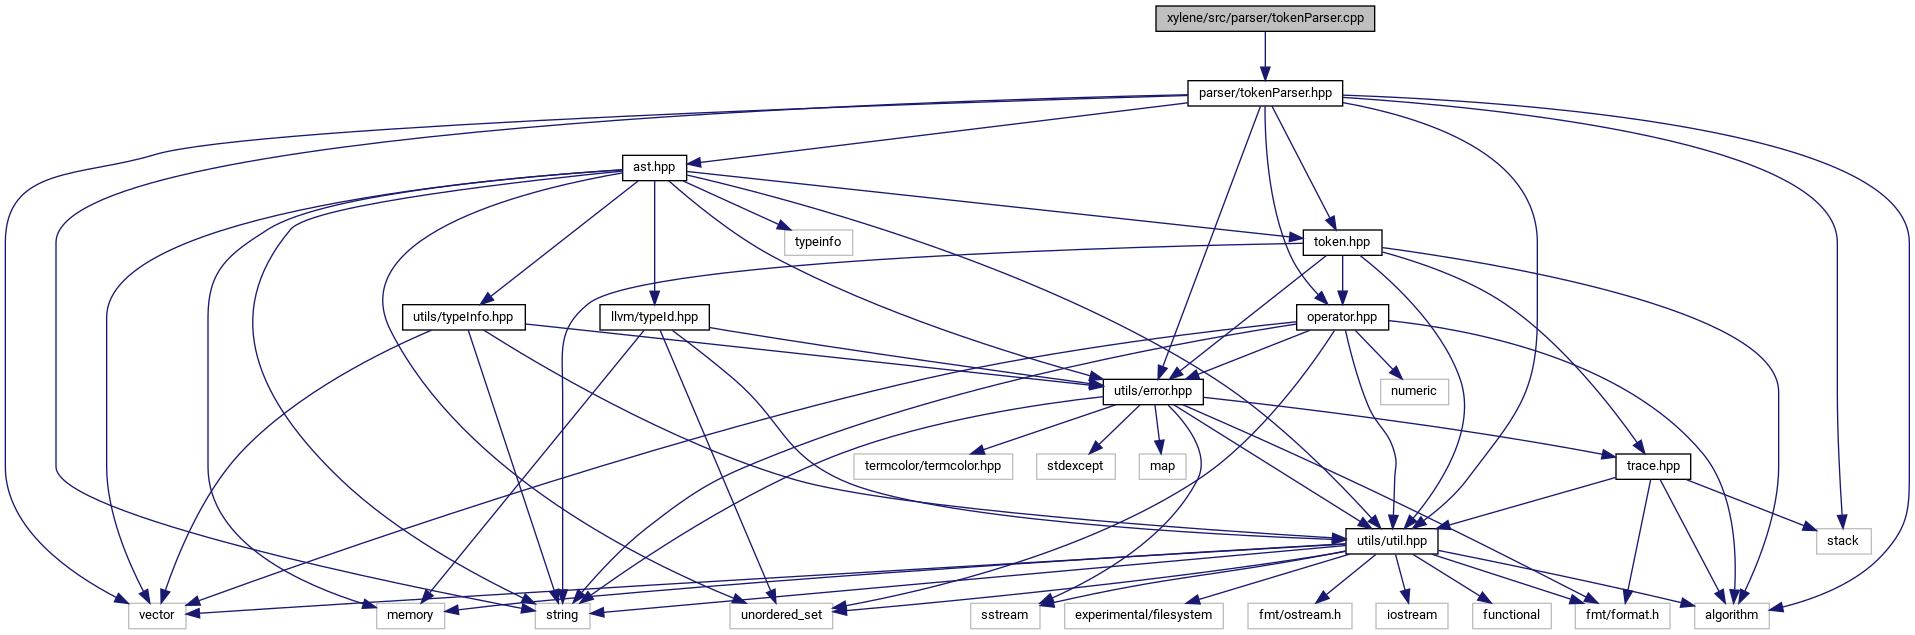 xylene/src/parser/tokenParser.cpp
parser/tokenParser.hpp
ast.hpp
typeinfo
token.hpp
utils/typeInfo.hpp
llvm/typeId.hpp
operator.hpp
utils/error.hpp
numeric
termcolor/termcolor.hpp
stdexcept
map
trace.hpp
utils/util.hpp
stack
vector
memory
string
unordered_set
sstream
experimental/filesystem
fmt/ostream.h
iostream
functional
fmt/format.h
algorithm